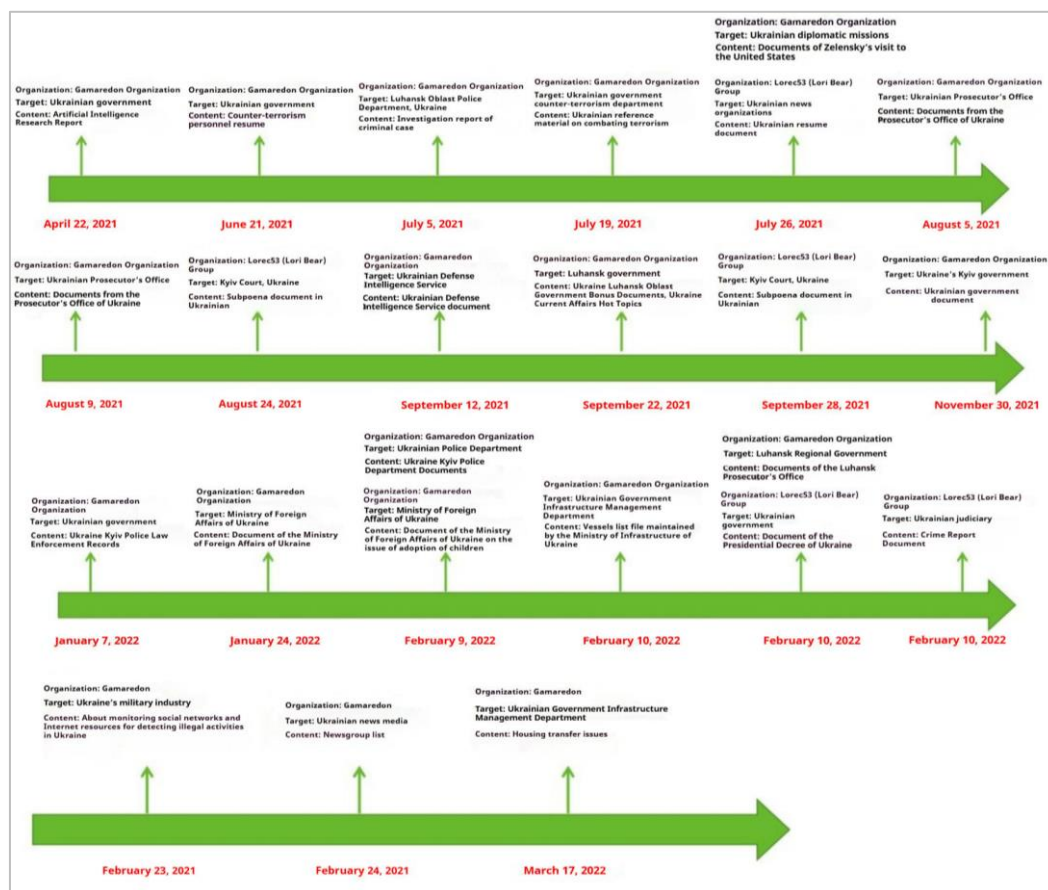 Organization: Gamaredon Organization
Target: Ukrainian diplomatic missions
Content: Documents of Zelensky's visit to
the United States
Organization: Gamaredon Organization
Target: Ukrainian government
Content: Artificial Intelligence
Research Report
Organization: Gamaredon Organization
Target: Ukrainian government
Content: Counter-terrorism
personnel resume
Organization: Gamaredon Organization
Target: Luhansk Oblast Police
Department, Ukraine
Content: Investigation report of
criminal case
Organization: Gamaredon Organization
Target: Ukrainian government
counter-terrorism department
Content: Ukrainian reference
material on combating terrorism
Organization: Lorec53 (Lori Bear)
Group
Target: Ukrainian news
organizations
Content: Ukrainian resume
document
Organization: Gamaredon Organization
Target: Ukrainian Prosecutor's Office
Content: Documents from the
Prosecutor's Office of Ukraine
April 22, 2021
June 21, 2021
July 5, 2021
July 19, 2021
July 26, 2021
August 5, 2021
Organization: Gamaredon Organization
Target: Ukrainian Prosecutor's Office
Content: Documents from the
Prosecutor's Office of Ukraine
Organization: Lorec53 (Lori Bear)
Group
Target: Kyiv Court, Ukraine
Content: Subpoena document in
Ukrainian
Organization: Gamaredon
Organization
Target: Ukrainian Defense
Intelligence Service
Content: Ukrainian Defense
Intelligence Service document
Organization: Gamaredon Organization
Target: Luhansk government
Content: Ukraine Luhansk Oblast
Government Bonus Documents, Ukraine
Current Affairs Hot Topics
Organization: Lorec53 (Lori Bear)
Group
Target: Kyiv Court, Ukraine
Content: Subpoena document in
Ukrainian
Organization: Gamaredon Organization
Target: Ukraine's Kyiv government
Content: Ukrainian government
document
August 9, 2021
August 24, 2021
September 12, 2021
September 22, 2021
September 28, 2021
November 30, 2021
Organization: Gamaredon
Organization
Target: Ukrainian government
Content: Ukraine Kyiv Police Law
Enforcement Records
Organization: Gamaredon
Organization
Target: Ministry of Foreign
Affairs of Ukraine
Content: Document of the Ministry
of Foreign Affairs of Ukraine
Organization: Gamaredon Organization
Target: Ukrainian Police Department
Content: Ukraine Kyiv Police
Department Documents
Organization: Gamaredon
Organization
Target: Ministry of Foreign
Affairs of Ukraine
Content: Document of the Ministry
of Foreign Affairs of Ukraine on the
issue of adoption of children
Organization: Gamaredon Organization
Target: Ukrainian Government
Infrastructure Management
Department
Content: Vessels list file maintained
by the Ministry of Infrastructure of
Ukraine
Organization: Gamaredon Organization
Target: Luhansk Regional Government
Content: Documents of the Luhansk
Prosecutor's Office
Organization: Lorec53 (Lori Bear)
Group
Target: Ukrainian
government
Content: Document of the
Presidential Decree of Ukraine
Organization: Lorec53 (Lori Bear)
Group
Target: Ukrainian judiciary
Content: Crime Report
Document
January 7, 2022
January 24, 2022
February 9, 2022
February 10, 2022
February 10, 2022
February 10, 2022
Organization: Gamaredon
Target: Ukraine's military industry
Content: About monitoring social networks and
Internet resources for detecting illegal activities
in Ukraine
Organization: Gamaredon
Target: Ukrainian news media
Content: Newsgroup list
Organization: Gamaredon
Target: Ukrainian Government Infrastructure
Management Department
Content: Housing transfer issues
February 23, 2021
February 24, 2021
March 17, 2022